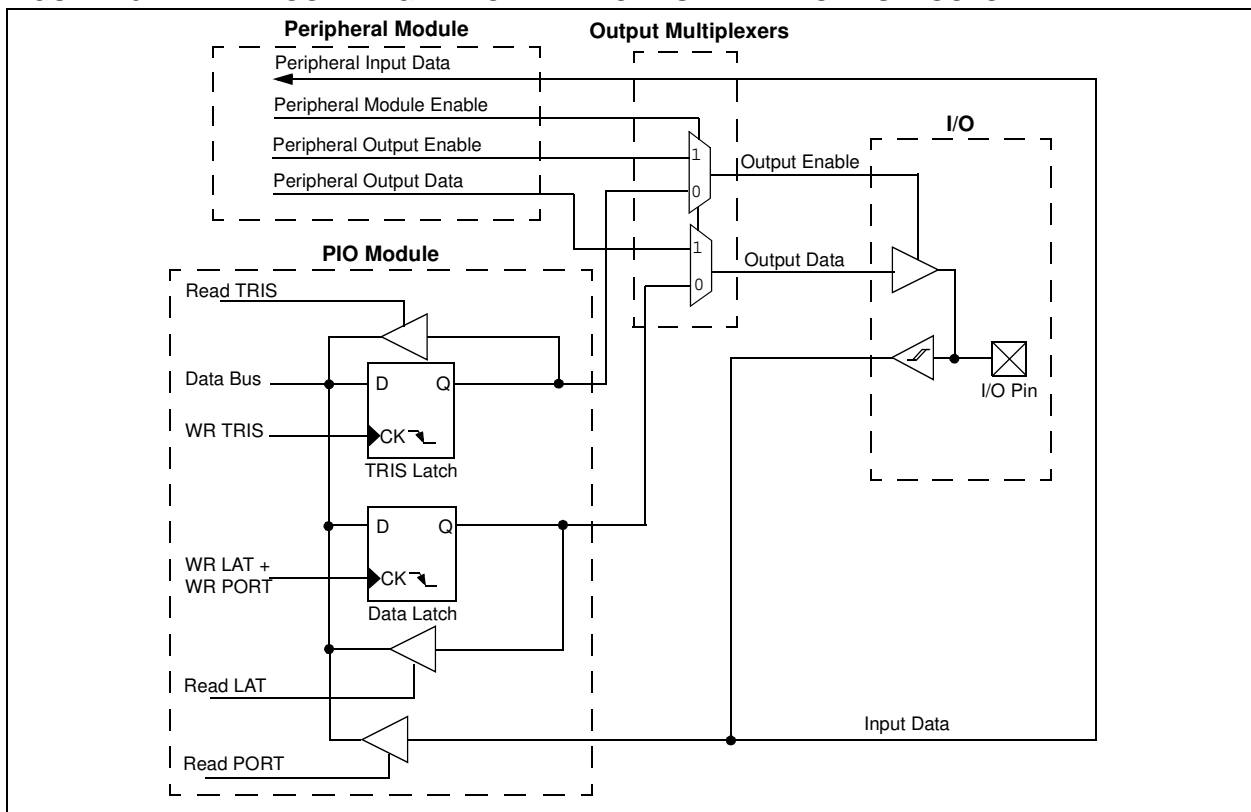 Peripheral Module
Output Multiplexers
Peripheral Input Data
Peripheral Module Enable
Peripheral Output Enable
Peripheral Output Data
1
0
1
0
Output Enable
Output Data
I/O
I/O Pin
PIO Module
Read TRIS
Data Bus
D
Q
WR TRIS
CK
TRIS Latch
D
Q
WR LAT +
WR PORT
CK
Data Latch
Read LAT
Input Data
Read PORT